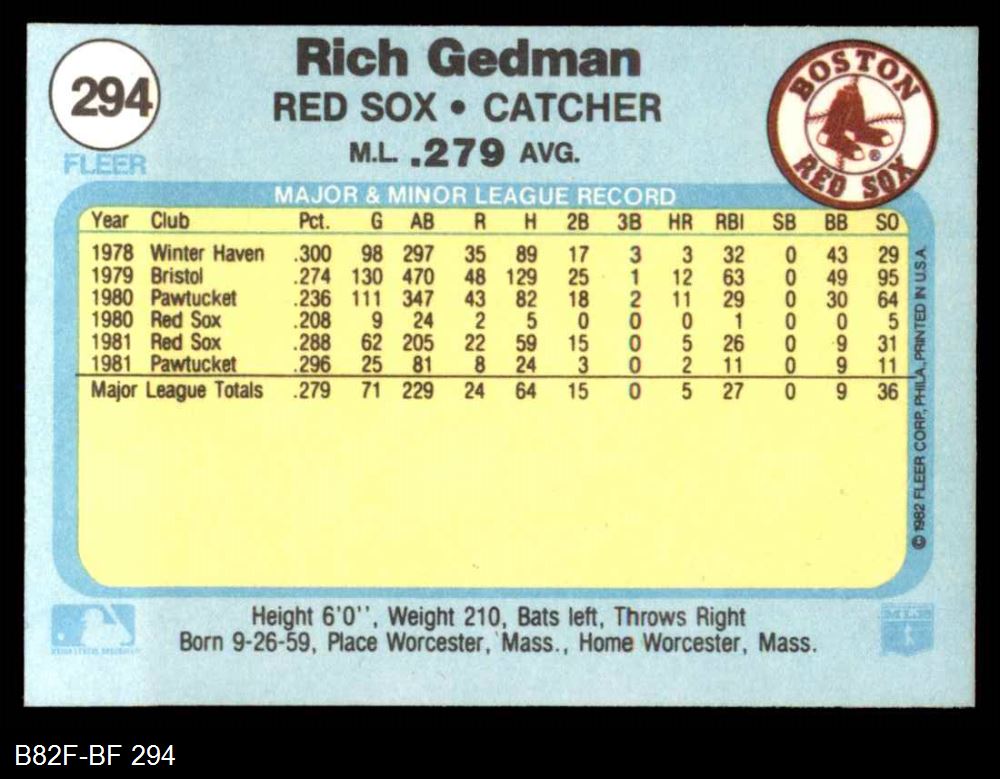 294
FLEER
Rich Gedman
RED SOX • CATCHER
M.L. .279 AVG.
BOSTON
RED SOX
®
MAJOR & MINOR LEAGUE RECORD
Year Club Pct. G AB R H 2B 3B HR RBI SB BB SO
1978 Winter Haven .300 98 297 35 89 17 3 3 32 0 43 29
1979 Bristol .274 130 470 48 129 25 1 12 63 0 49 95
1980 Pawtucket .236 111 347 43 82 18 2 11 29 0 30 64
1980 Red Sox .208 9 24 2 5 0 0 0 1 0 0 5
1981 Red Sox .288 62 205 22 59 15 0 5 26 0 9 31
1981 Pawtucket .296 25 81 8 24 3 0 2 11 0 9 11
Major League Totals .279 71 229 24 64 15 0 5 27 0 9 36
© 1982 FLEER CORP., PHILA., PRINTED IN U.S.A.
Height 6'0'', Weight 210, Bats left, Throws Right
Born 9-26-59, Place Worcester, Mass., Home Worcester, Mass.
B82F-BF 294